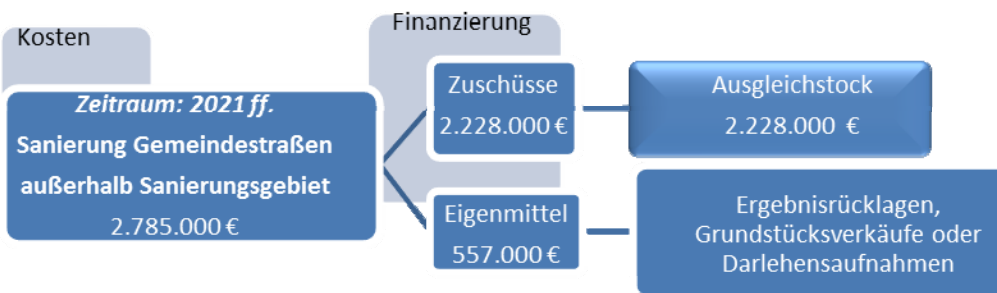 Kosten
Zeitraum: 2021 ff.
Sanierung Gemeindestraßen
außerhalb Sanierungsgebiet
2.785.000 €
Finanzierung
Zuschüsse
2.228.000 €
Ausgleichstock
2.228.000 €
Eigenmittel
557.000 €
Ergebnisrücklagen,
Grundstücksverkäufe oder
Darlehensaufnahmen